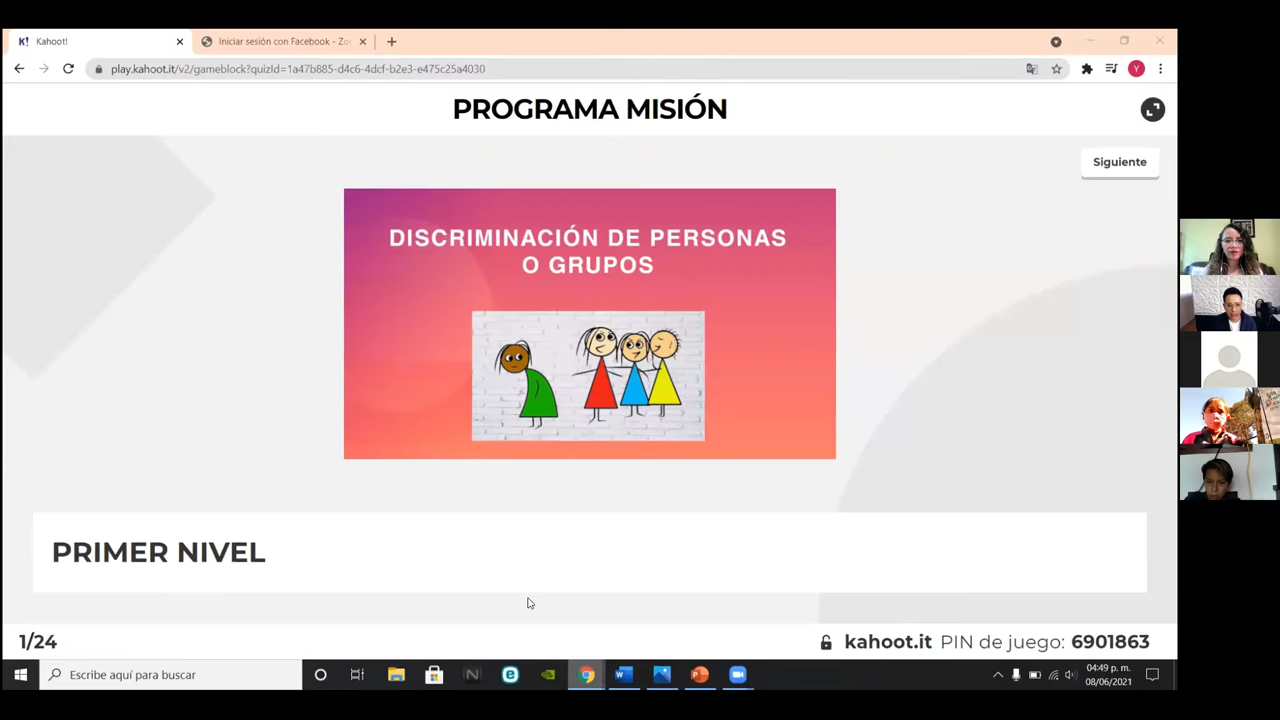 K! Kahoot!
Iniciar sesión con Facebook - Zo
play.kahoot.it/v2/gameblock?quizId=1a47b885-d4c6-4dcf-b2e3-e475c25a4030
Y
PROGRAMA MISIÓN
Siguiente
DISCRIMINACIÓN DE PERSONAS
O GRUPOS
PRIMER NIVEL
1/24
kahoot.it PIN de juego: 6901863
Escribe aquí para buscar
04:49 p. m.
08/06/2021